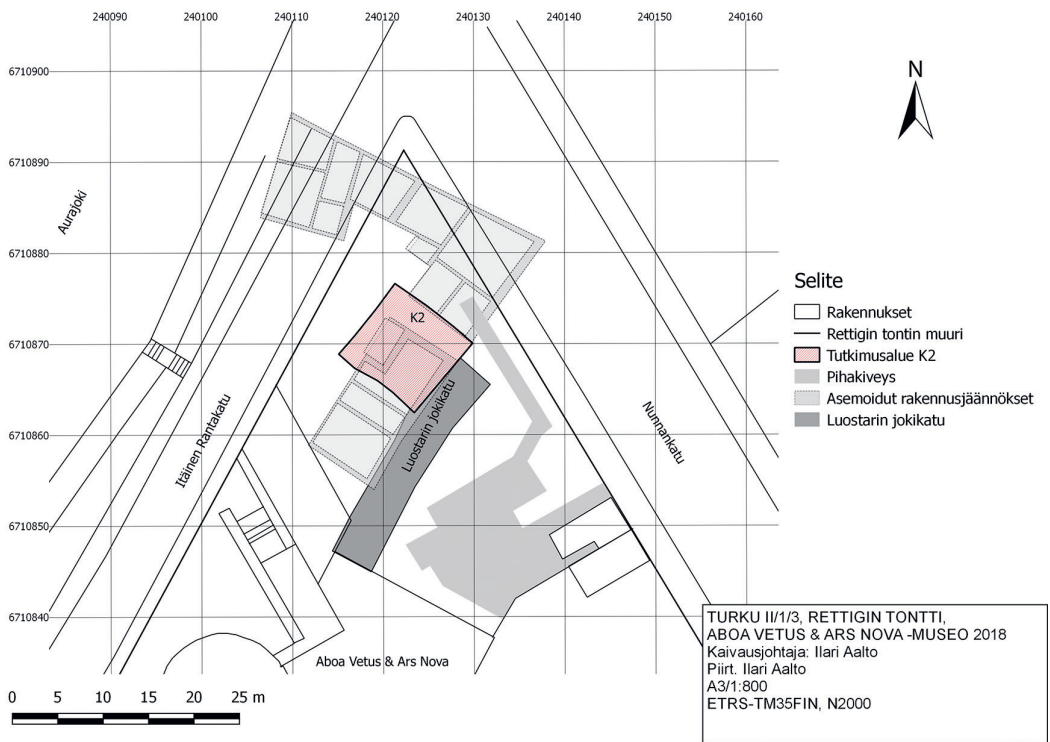 240090 240100 240110 240120 240130 240140 240150 240160
6710900
6710890
6710880
6710870
6710860
6710850
6710840
N
Aurajoki
Itäinen Rantakatu
K2
Luostarin jokikatu
Nunnankatu
Aboa Vetus & Ars Nova
Selite
Rakennukset
Rettigin tontin muuri
Tutkimusalue K2
Pihakiveys
Asemoidut rakennusjäännökset
Luostarin jokikatu
0 5 10 15 20 25 m
TURKU II/1/3, RETTIGIN TONTTI,
ABOA VETUS & ARS NOVA -MUSEO 2018
Kaivausjohtaja: Ilari Aalto
Piirt. Ilari Aalto
A3/1:800
ETRS-TM35FIN, N2000